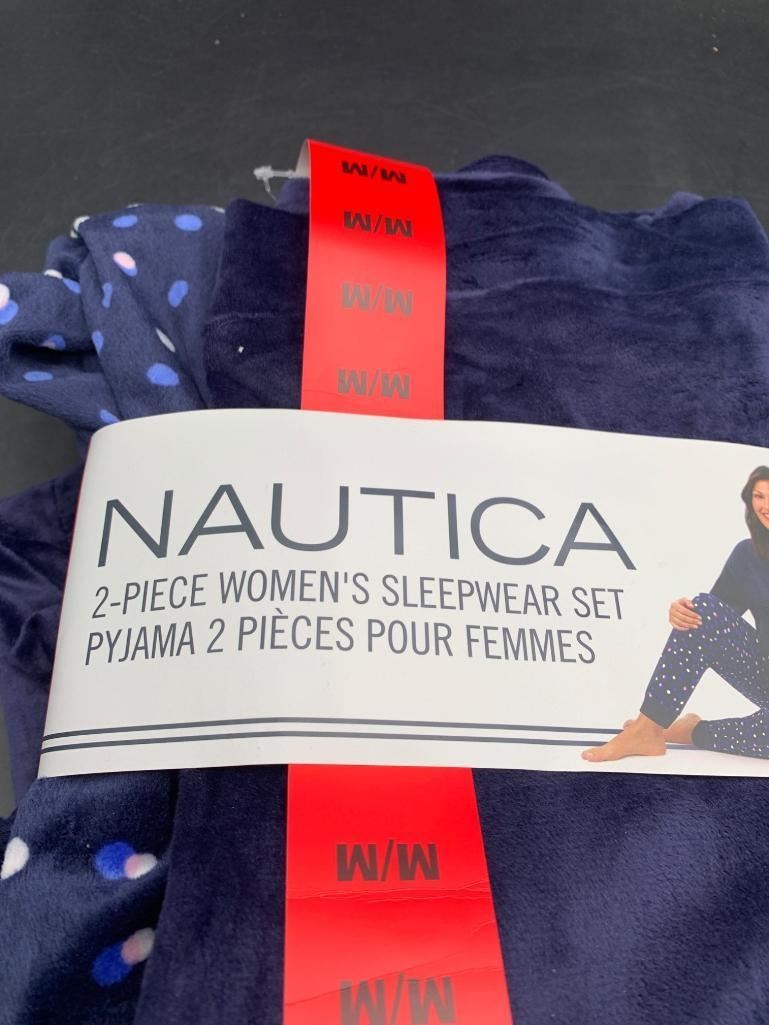 M/M
M/M
M/M
M/M
NAUTICA
2-PIECE WOMEN'S SLEEPWEAR SET
PYJAMA 2 PIÈCES POUR FEMMES
M/M
M/M